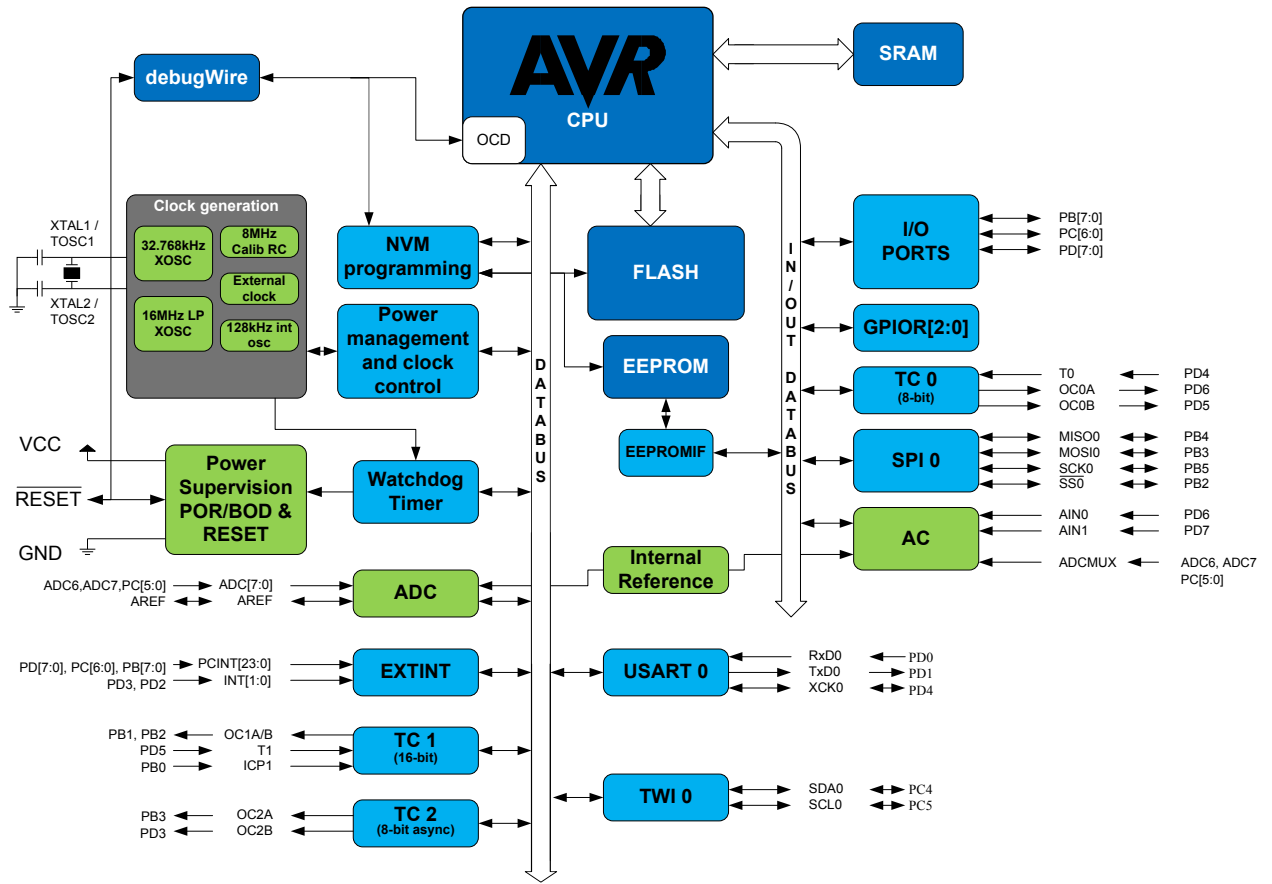 AVR
CPU
OCD
SRAM
debugWire
Clock generation
XTAL1 /
TOSC1
XTAL2 /
TOSC2
32.768kHz
XOSC
8MHz
Calib RC
External
clock
16MHz LP
XOSC
128kHz int
osc
NVM
programming
Power
management
and clock
control
FLASH
EEPROM
EEPROMIF
DATABUS
IN/OUT DATABUS
I/O
PORTS
PB[7:0]
PC[6:0]
PD[7:0]
GPIOR[2:0]
TC 0
(8-bit)
T0 PD4
OC0A PD6
OC0B PD5
SPI 0
MISO0 PB4
MOSI0 PB3
SCK0 PB5
SS0 PB2
AC
AIN0 PD6
AIN1 PD7
ADCMUX ADC6, ADC7
PC[5:0]
VCC
RESET
GND
Power
Supervision
POR/BOD &
RESET
Watchdog
Timer
Internal
Reference
ADC6,ADC7,PC[5:0] ADC[7:0]
AREF AREF
ADC
PD[7:0], PC[6:0], PB[7:0] PCINT[23:0]
PD3, PD2 INT[1:0]
EXTINT
USART 0
RxD0 PD0
TxD0 PD1
XCK0 PD4
PB1, PB2 OC1A/B
PD5 T1
PB0 ICP1
TC 1
(16-bit)
TWI 0
SDA0 PC4
SCL0 PC5
PB3 OC2A
PD3 OC2B
TC 2
(8-bit async)